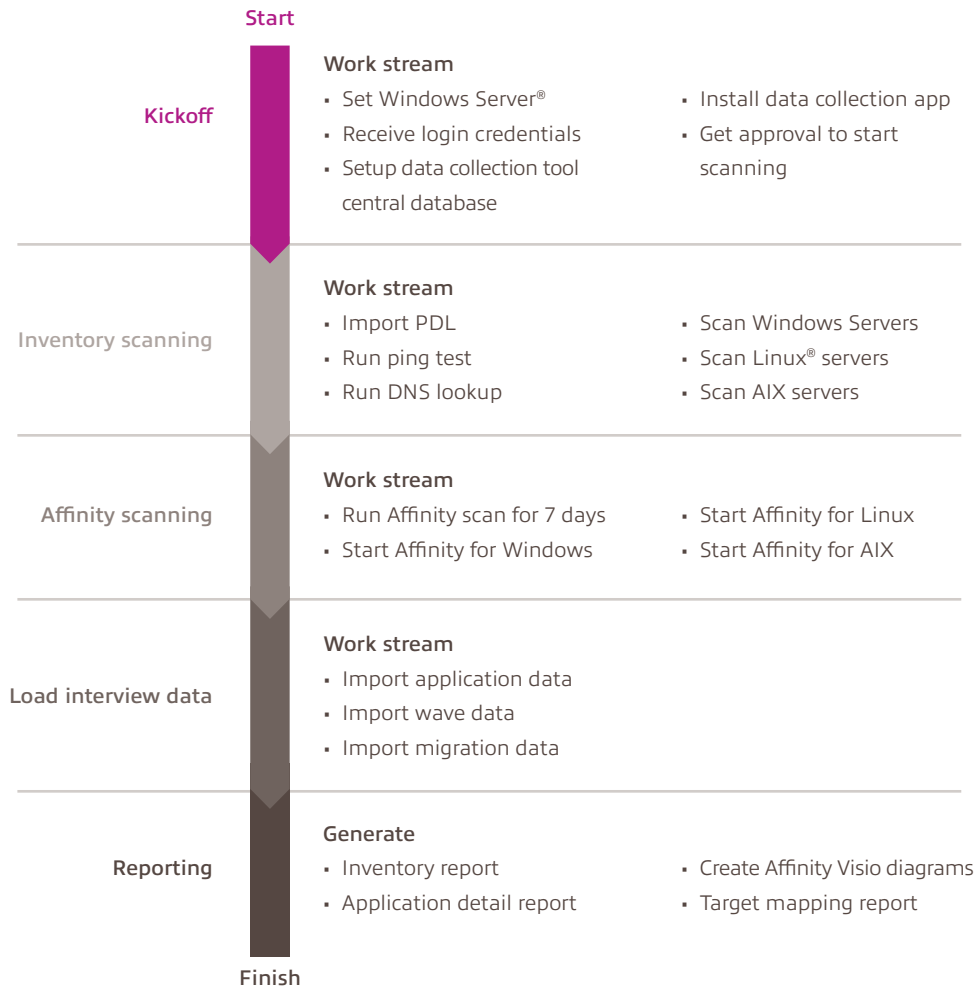 Start
Kickoff
Work stream
▪ Set Windows Server®
▪ Receive login credentials
▪ Setup data collection tool
central database
▪ Install data collection app
▪ Get approval to start
scanning
Inventory scanning
Work stream
▪ Import PDL
▪ Run ping test
▪ Run DNS lookup
▪ Scan Windows Servers
▪ Scan Linux® servers
▪ Scan AIX servers
Affinity scanning
Work stream
▪ Run Affinity scan for 7 days
▪ Start Affinity for Windows
▪ Start Affinity for Linux
▪ Start Affinity for AIX
Load interview data
Work stream
▪ Import application data
▪ Import wave data
▪ Import migration data
Reporting
Generate
▪ Inventory report
▪ Application detail report
▪ Create Affinity Visio diagrams
▪ Target mapping report
Finish